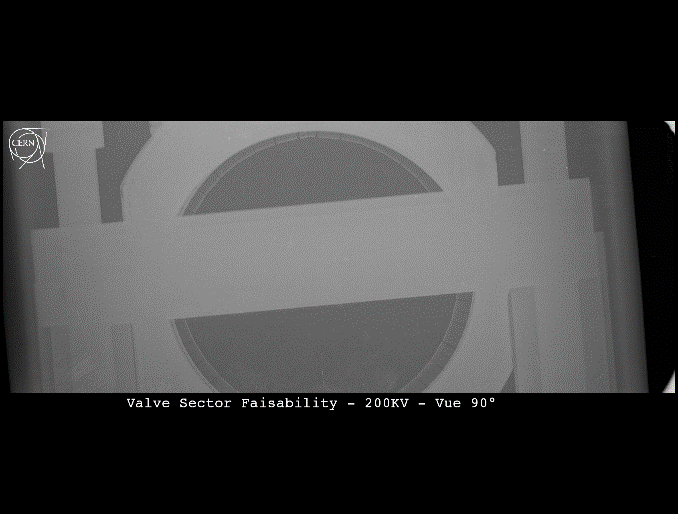 CERN
Valve Sector Faisability - 200KV - Vue 90°